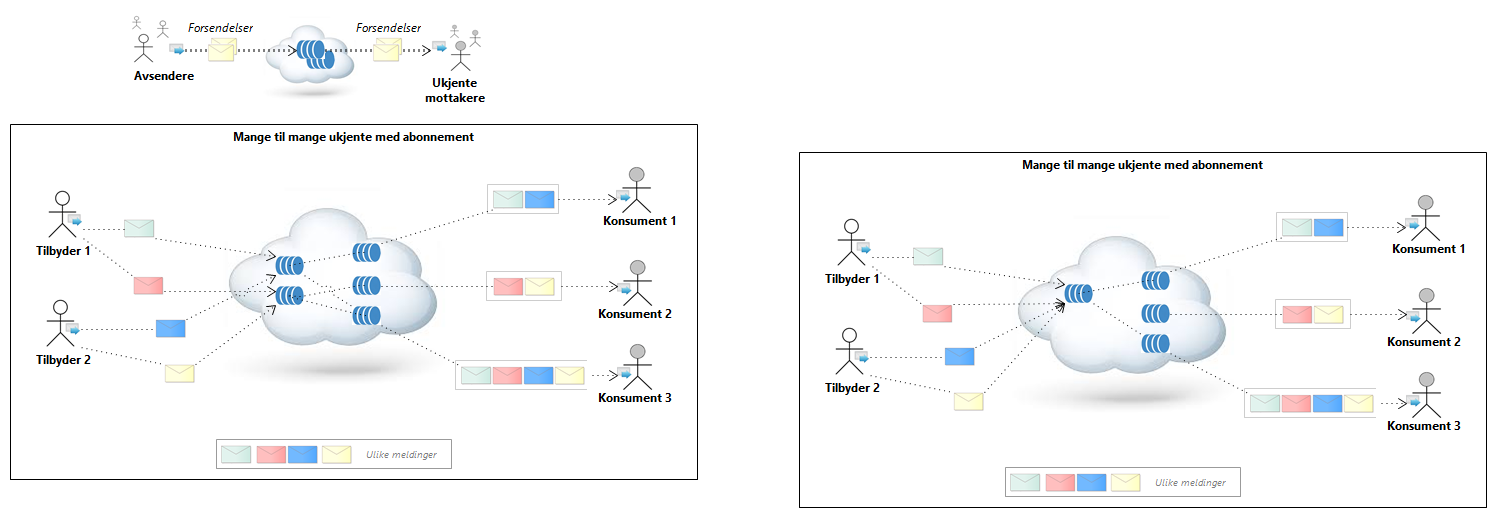 Forsendelser
Forsendelser
Avsendere
Ukjente
mottakere
Mange til mange ukjente med abonnement
Tilbyder 1
Tilbyder 2
Konsument 1
Konsument 2
Konsument 3
Ulike meldinger
Mange til mange ukjente med abonnement
Tilbyder 1
Tilbyder 2
Konsument 1
Konsument 2
Konsument 3
Ulike meldinger